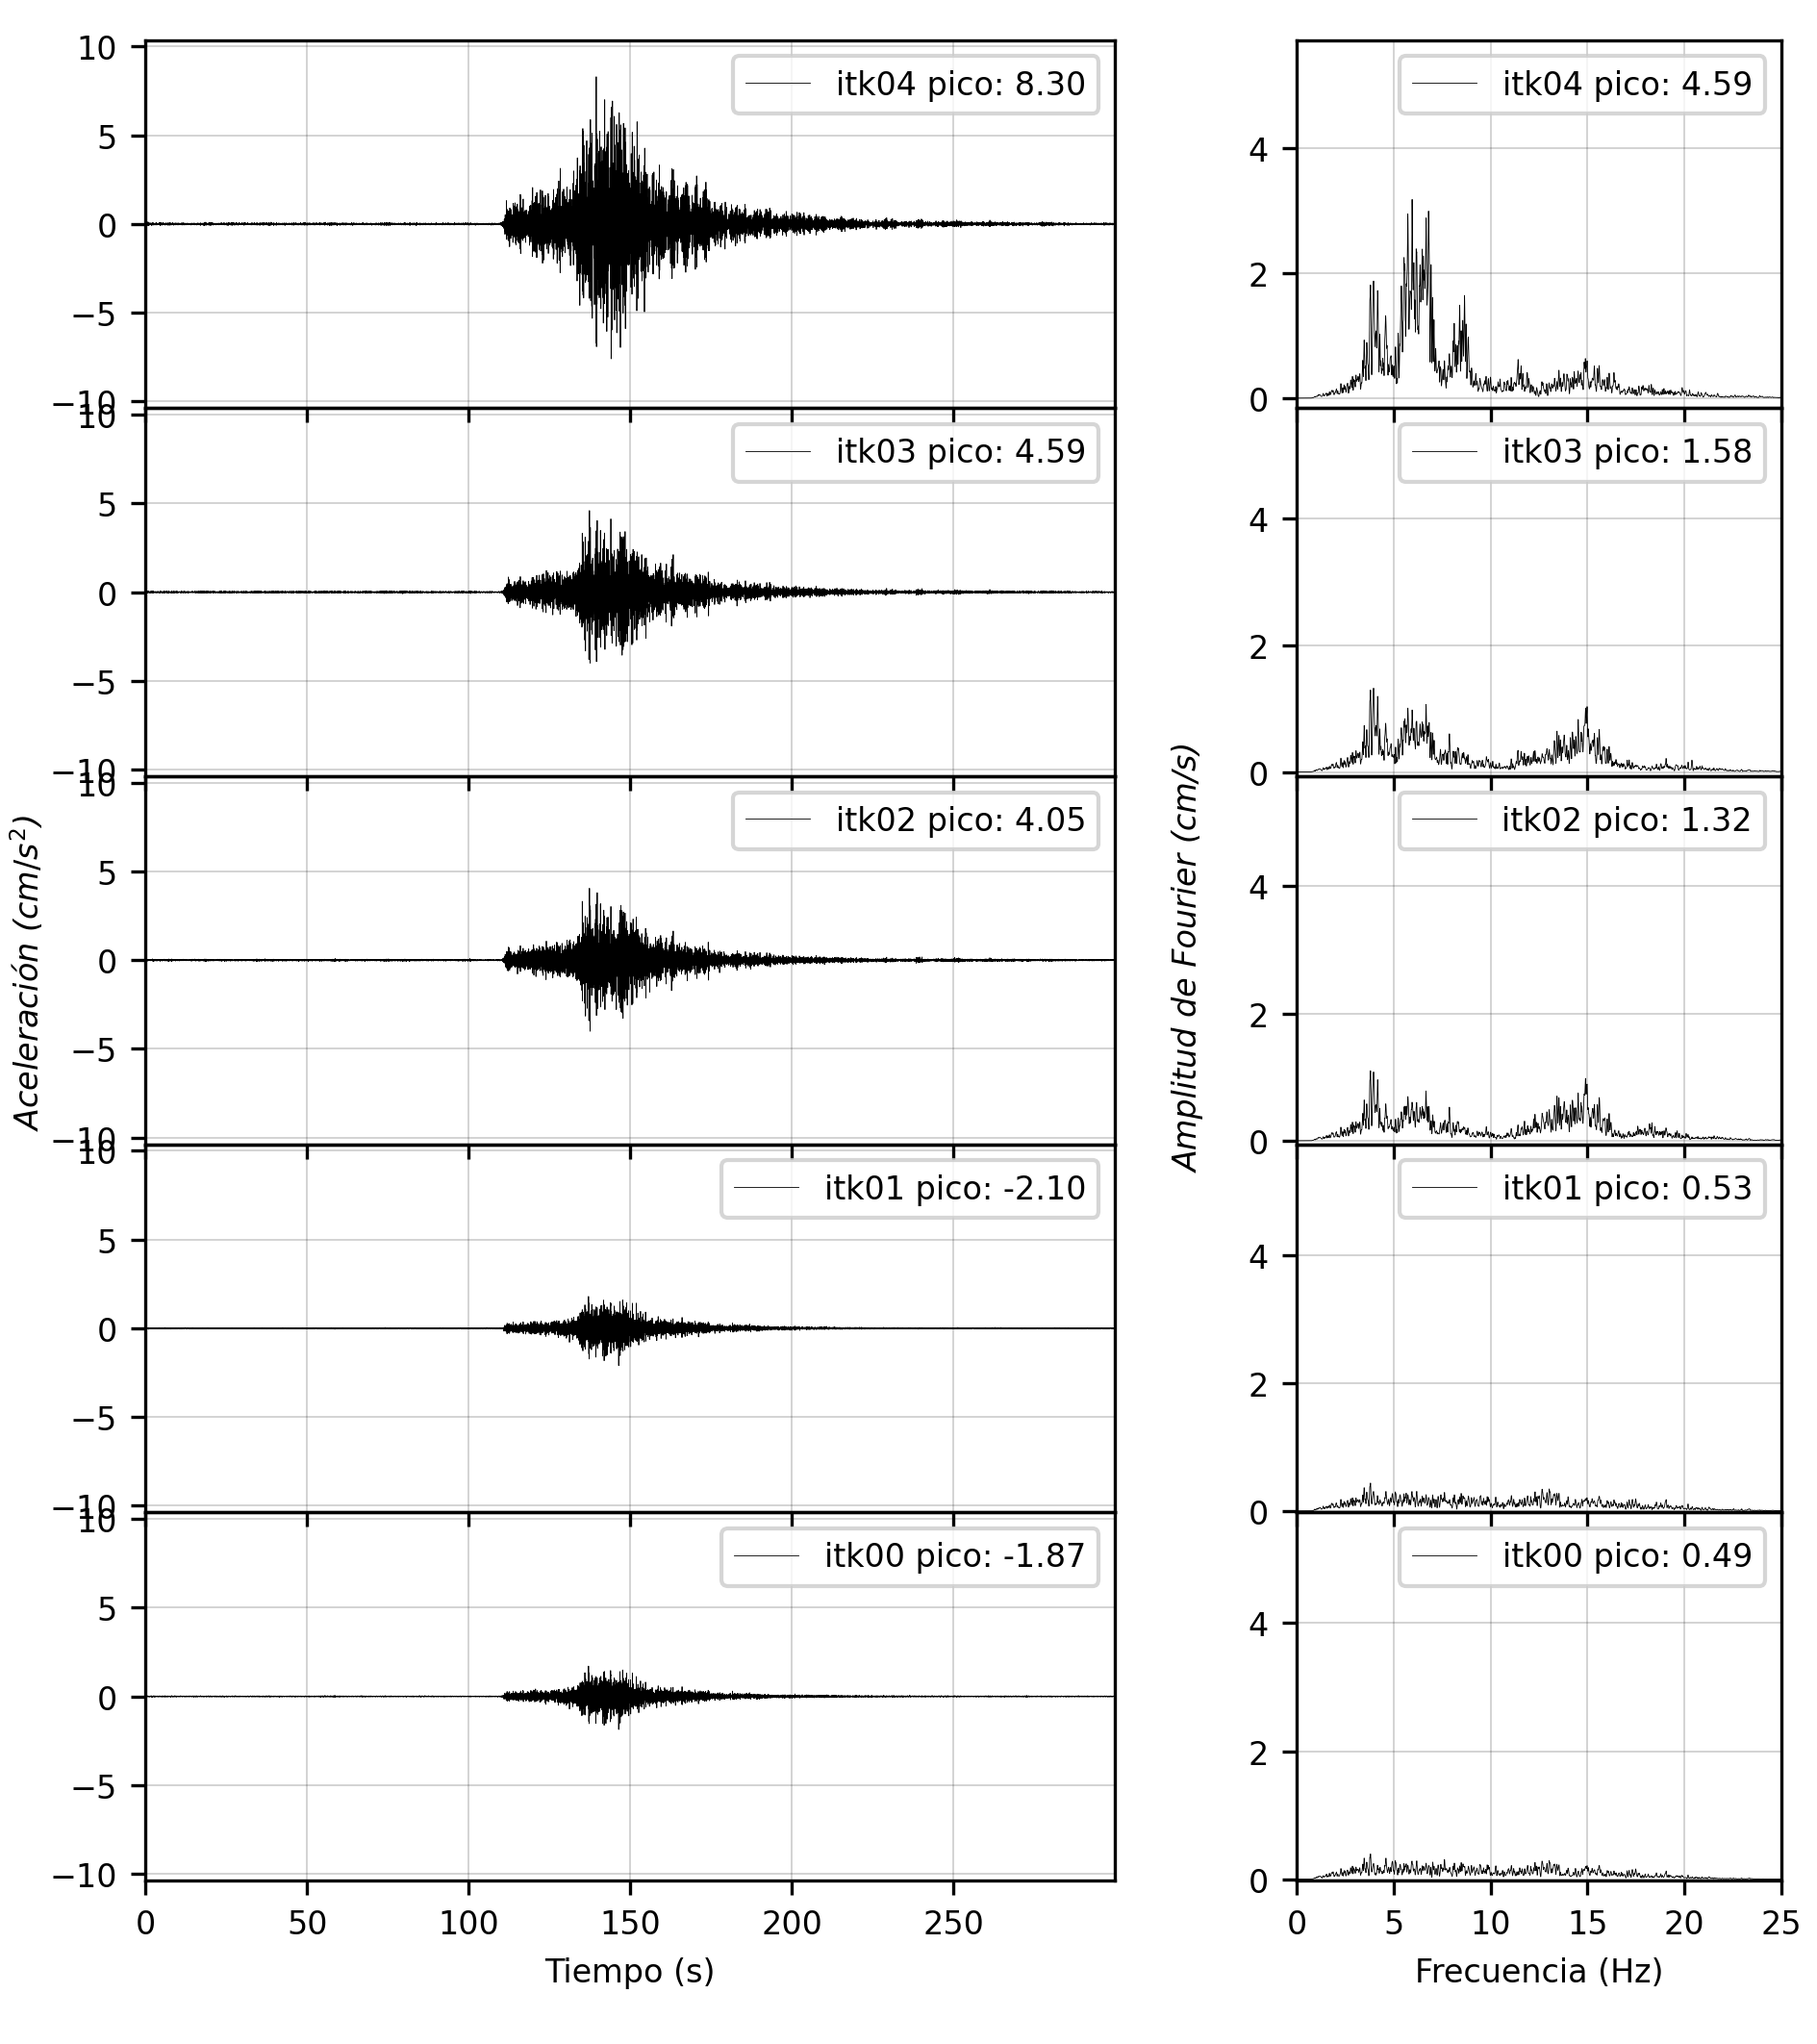 Aceleración (cm/s²)
10
5
0
−5
−10
itk04 pico: 8.30
10
5
0
−5
−10
itk03 pico: 4.59
10
5
0
−5
−10
itk02 pico: 4.05
10
5
0
−5
−10
itk01 pico: -2.10
10
5
0
−5
−10
itk00 pico: -1.87
0 50 100 150 200 250
Tiempo (s)
Amplitud de Fourier (cm/s)
4
2
0
itk04 pico: 4.59
4
2
0
itk03 pico: 1.58
4
2
0
itk02 pico: 1.32
4
2
0
itk01 pico: 0.53
4
2
0
itk00 pico: 0.49
0 5 10 15 20 25
Frecuencia (Hz)